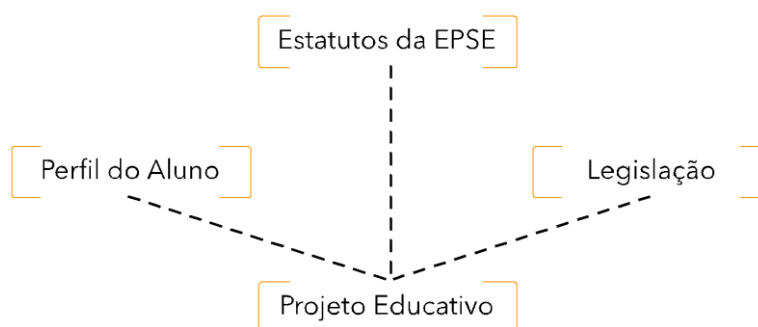 Estatutos da EPSE
Perfil do Aluno
Legislação
Projeto Educativo